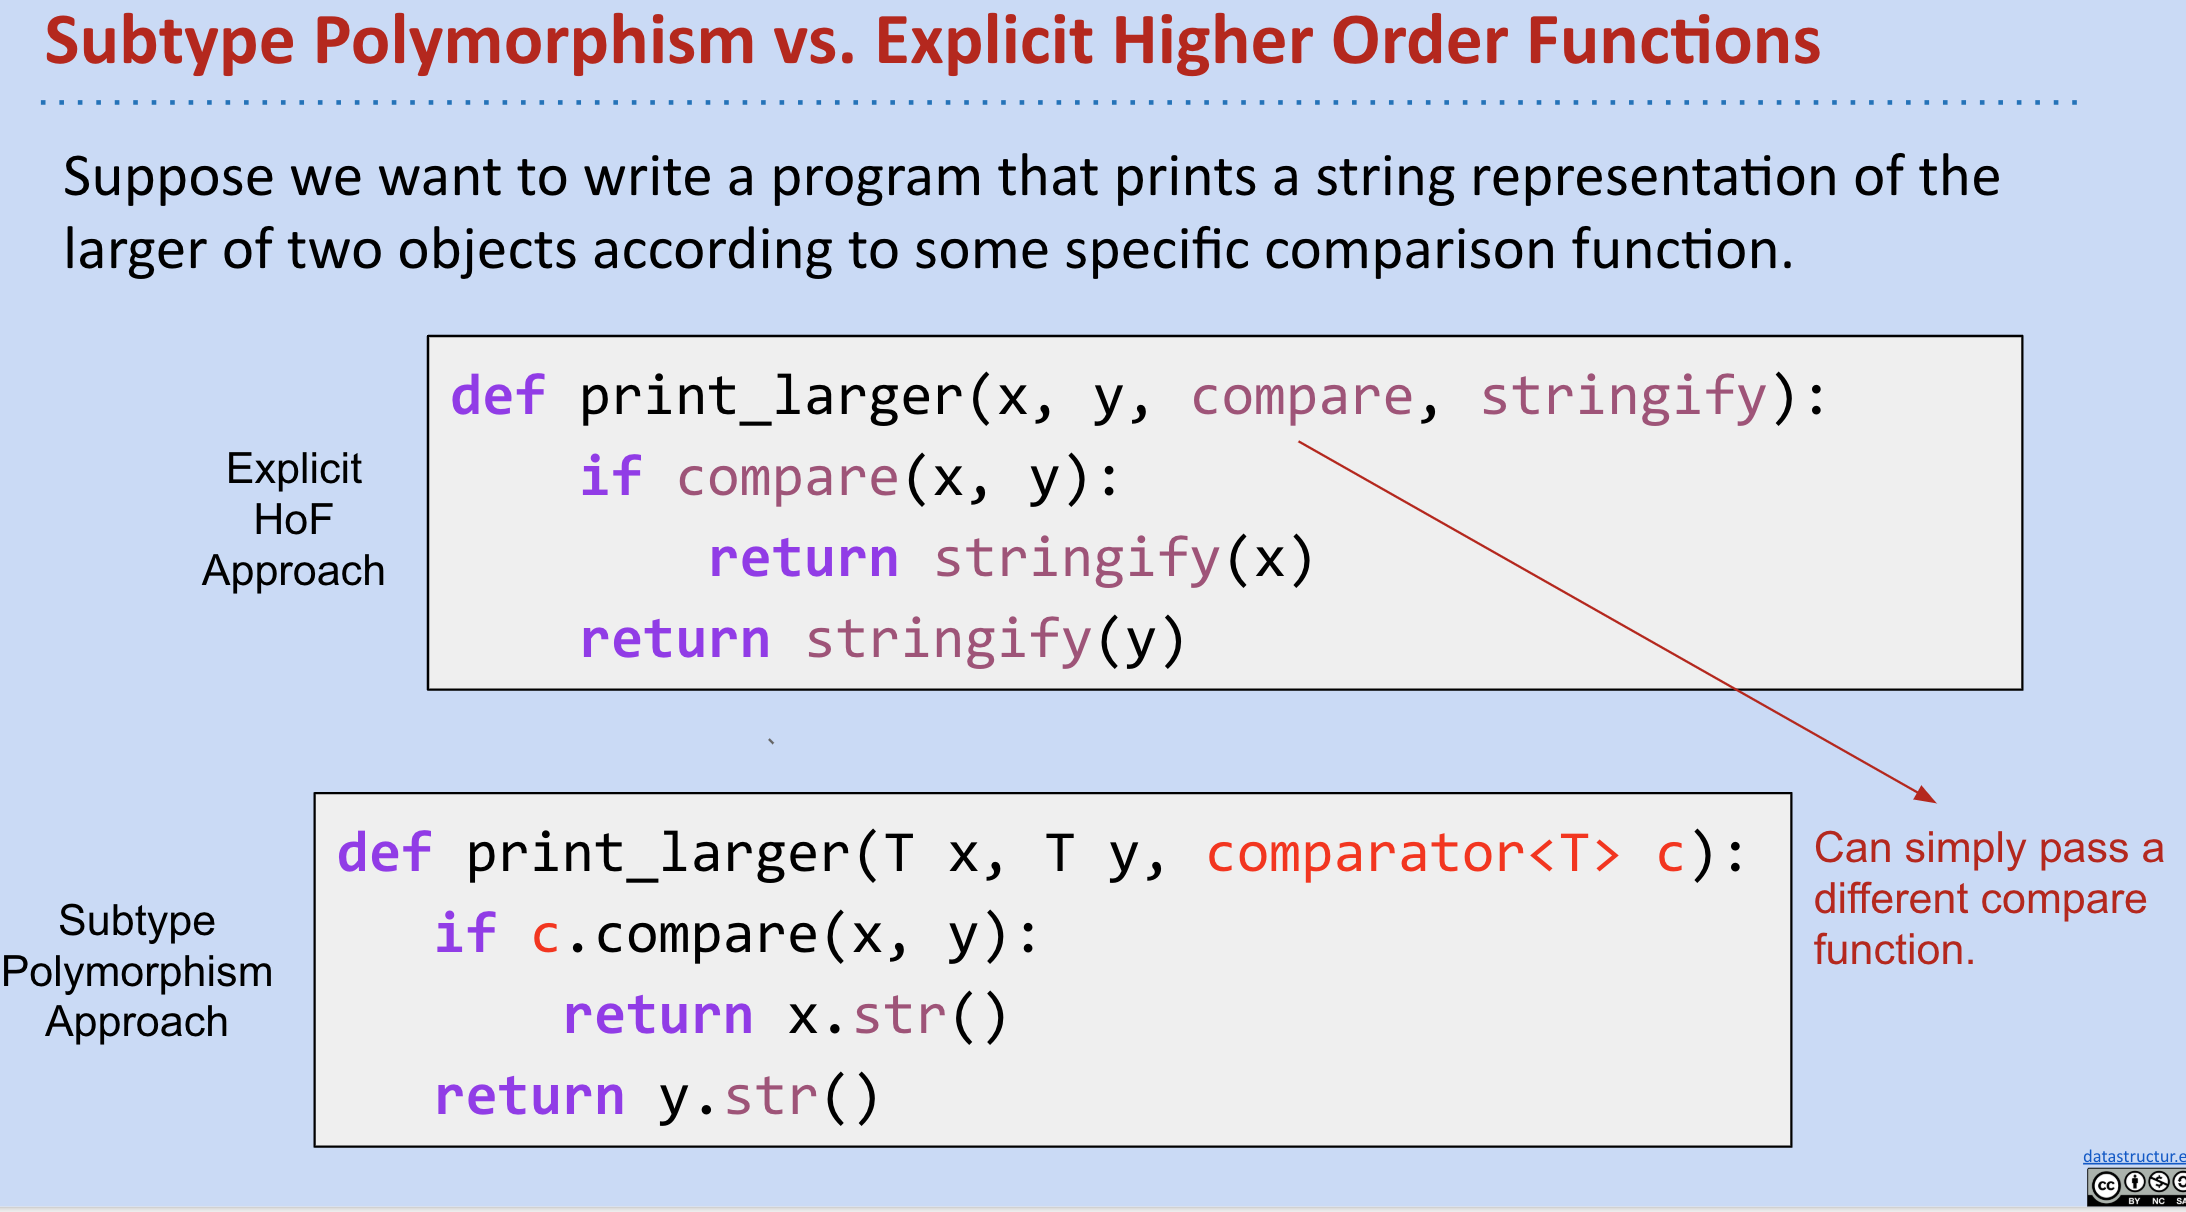 Subtype Polymorphism vs. Explicit Higher Order Functions
Suppose we want to write a program that prints a string representation of the
larger of two objects according to some specific comparison function.
Explicit
HoF
Approach
def print_larger(x, y, compare, stringify):
    if compare(x, y):
        return stringify(x)
    return stringify(y)
`
Subtype
Polymorphism
Approach
def print_larger(T x, T y, comparator<T> c):
   if c.compare(x, y):
       return x.str()
   return y.str()
Can simply pass a
different compare
function.
datastructur.e
cc
BY NC SA